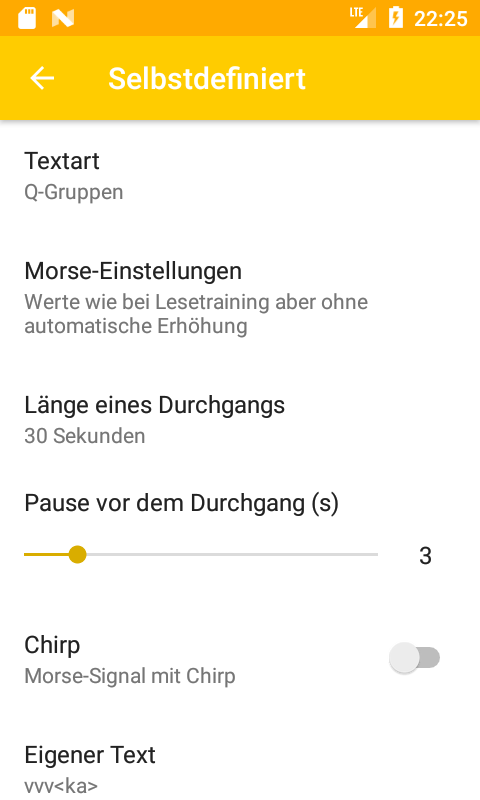 LTE 22:25
Selbstdefiniert
Textart
Q-Gruppen
Morse-Einstellungen
Werte wie bei Lesetraining aber ohne
automatische Erhöhung
Länge eines Durchgangs
30 Sekunden
Pause vor dem Durchgang (s)
3
Chirp
Morse-Signal mit Chirp
Eigener Text
vvv<ka>